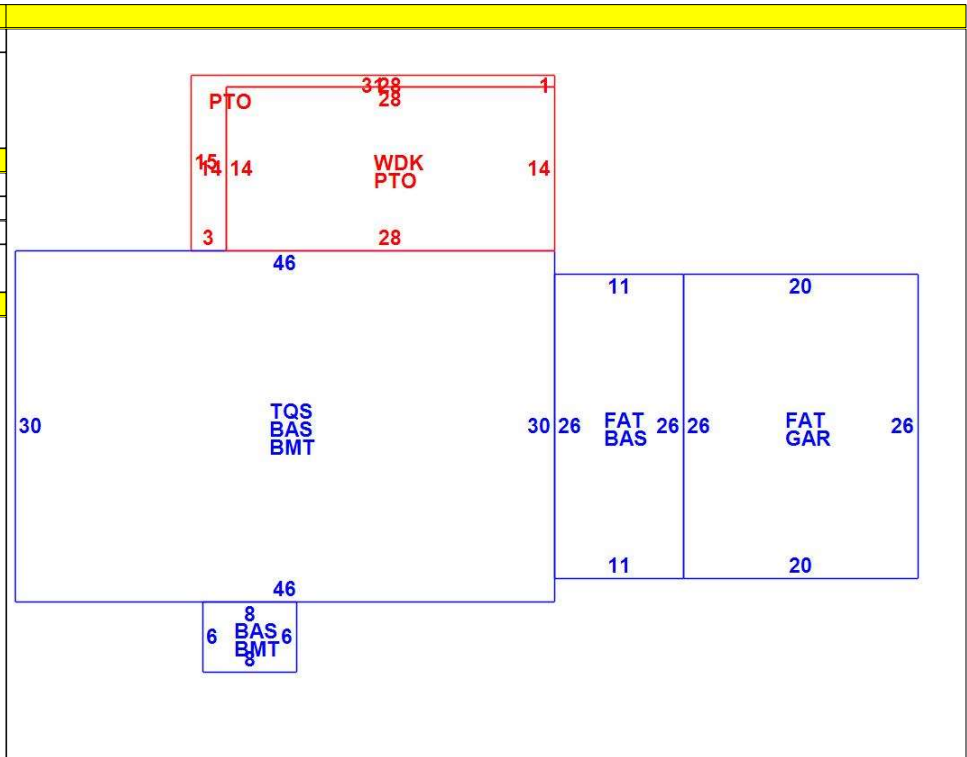 31 28 1
28
PTO
15
14 14 WDK 14
PTO
3 28
46
11 20
30 TQS 30 26 FAT 26 26 FAT 26
BAS BAS GAR
BMT
11 20
46
8
6 BAS 6
BMT
8